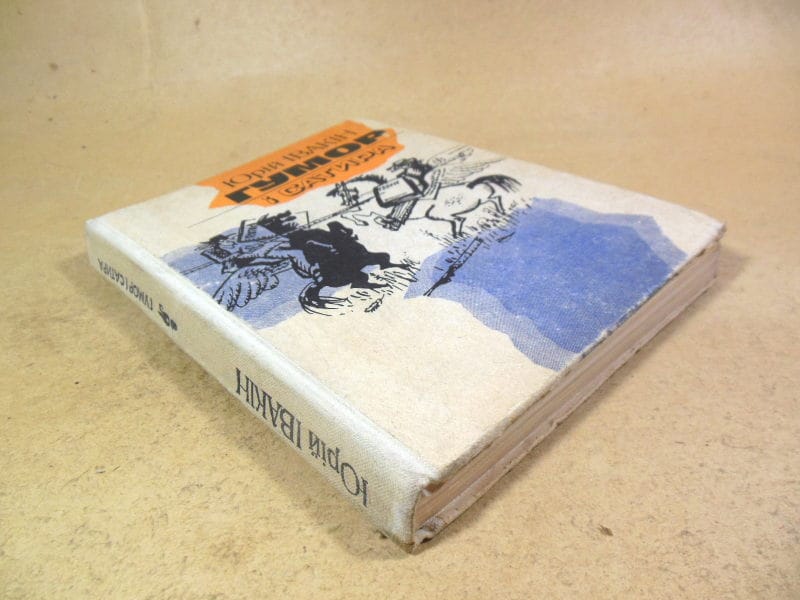 Юрій ІВАКІН
ГУМОР
і САТИРА
Юрій ІВАКІН
ГУМОР І САТИРА